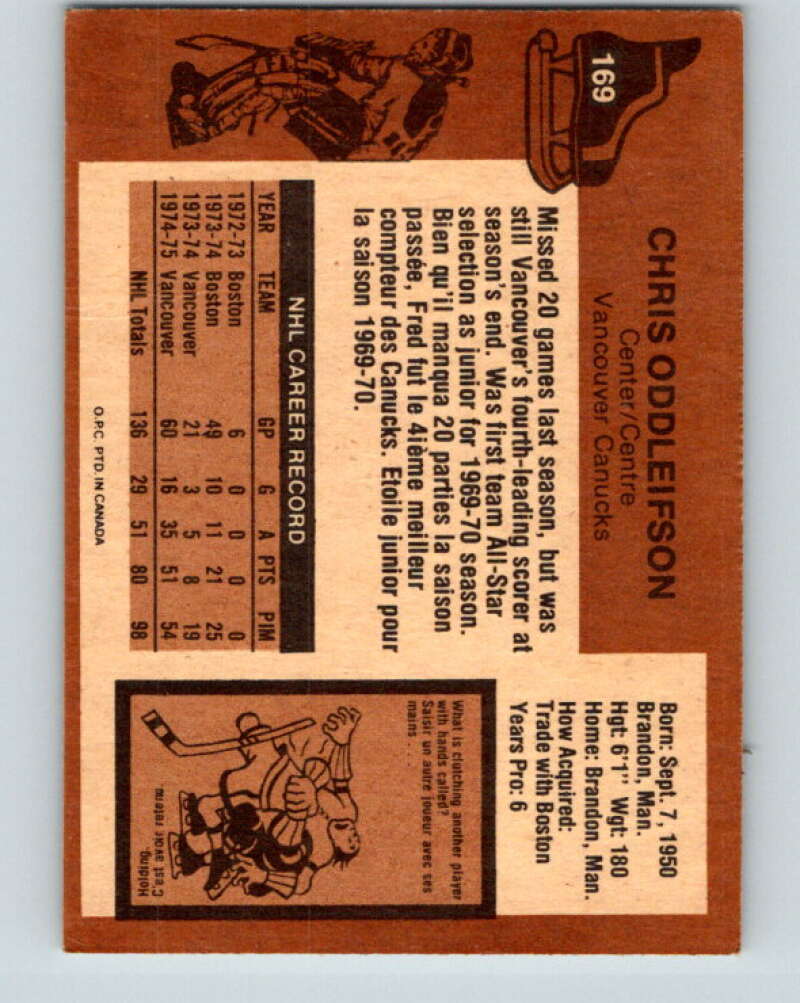 169
CHRIS ODDLEIFSON
Center/Centre
Vancouver Canucks
Born: Sept. 7, 1950
Brandon, Man.
Hgt: 6'1" Wgt: 180
Home: Brandon, Man.
How Acquired:
Trade with Boston
Years Pro: 6
Missed 20 games last season, but was
still Vancouver's fourth-leading scorer at
season's end. Was first team All-Star
selection as junior for 1969-70 season.
Bien qu'il manqua 20 parties la saison
passée, Fred fut le 4ième meilleur
compteur des Canucks. Etoile junior pour
la saison 1969-70.
NHL CAREER RECORD
YEAR TEAM GP G A PTS PIM
1972-73 Boston 6 0 0 0 0
1973-74 Boston 49 10 11 21 25
1973-74 Vancouver 21 3 5 8 19
1974-75 Vancouver 60 16 35 51 54
NHL Totals 136 29 51 80 98
O.P.C. PTD. IN CANADA
What is clutching another player
with hands called?
Saisir un autre joueur avec ses
mains . . .
Holding.
C'est avoir retenu